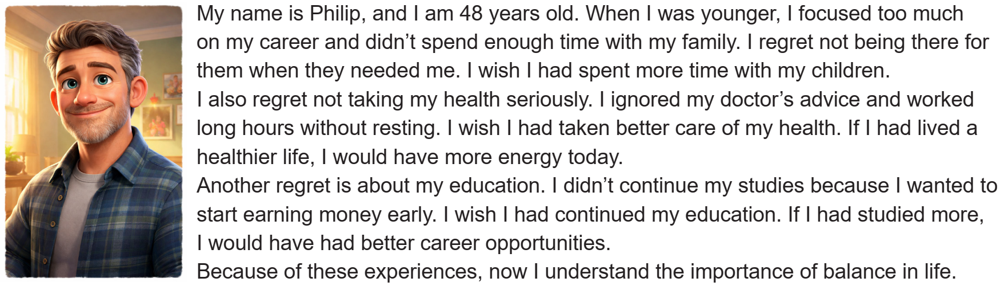 My name is Philip, and I am 48 years old. When I was younger, I focused too much
on my career and didn’t spend enough time with my family. I regret not being there for
them when they needed me. I wish I had spent more time with my children.
I also regret not taking my health seriously. I ignored my doctor’s advice and worked
long hours without resting. I wish I had taken better care of my health. If I had lived a
healthier life, I would have more energy today.
Another regret is about my education. I didn’t continue my studies because I wanted to
start earning money early. I wish I had continued my education. If I had studied more,
I would have had better career opportunities.
Because of these experiences, now I understand the importance of balance in life.